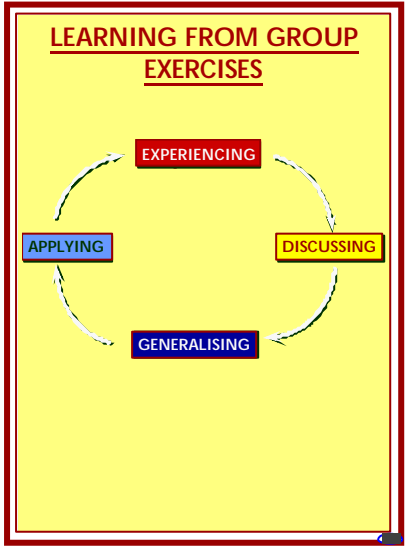 LEARNING FROM GROUP
EXERCISES
EXPERIENCING
APPLYING
DISCUSSING
GENERALISING